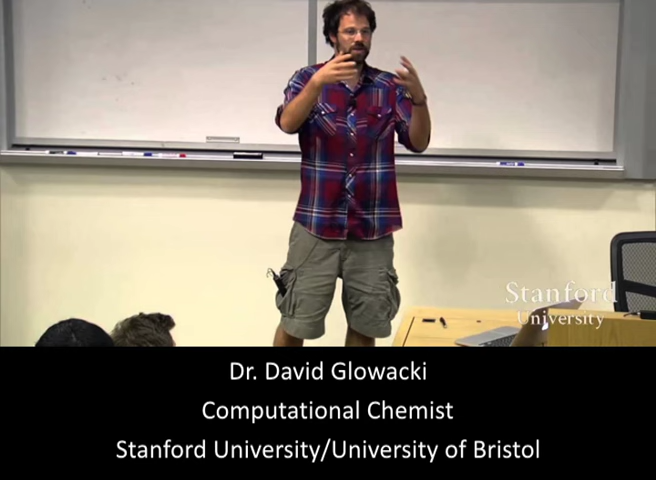 Stanford
University
Dr. David Glowacki
Computational Chemist
Stanford University/University of Bristol